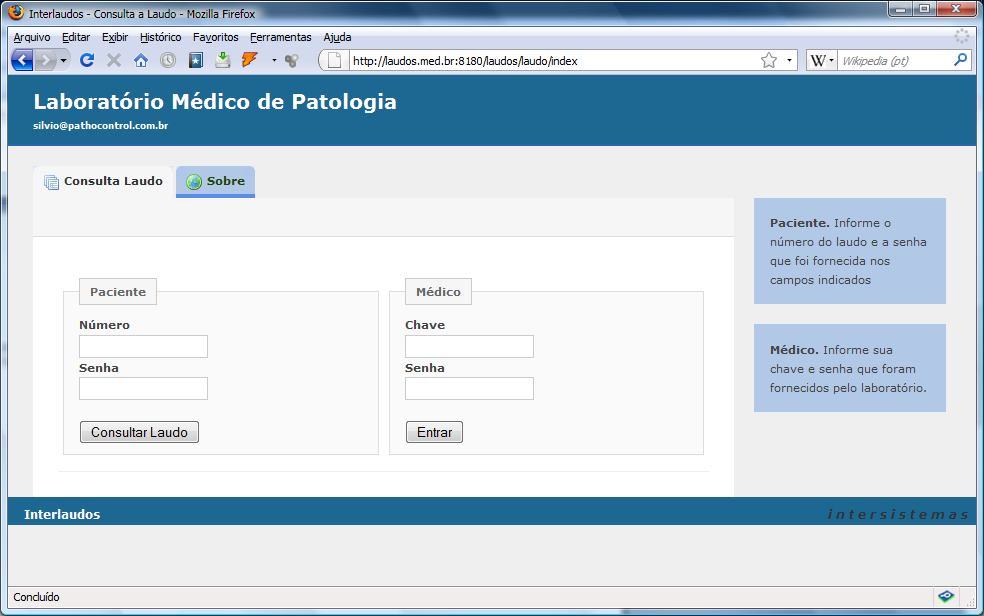 Interlaudos - Consulta a Laudo - Mozilla Firefox
Arquivo Editar Exibir Histórico Favoritos Ferramentas Ajuda
http://laudos.med.br:8180/laudos/laudo/index
W Wikipedia (pt)
Laboratório Médico de Patologia
silvio@pathocontrol.com.br
Consulta Laudo
Sobre
Paciente
Número
Senha
Consultar Laudo
Médico
Chave
Senha
Entrar
Paciente. Informe o
número do laudo e a senha
que foi fornecida nos
campos indicados
Médico. Informe sua
chave e senha que foram
fornecidos pelo laboratório.
Interlaudos
intersistemas
Concluído